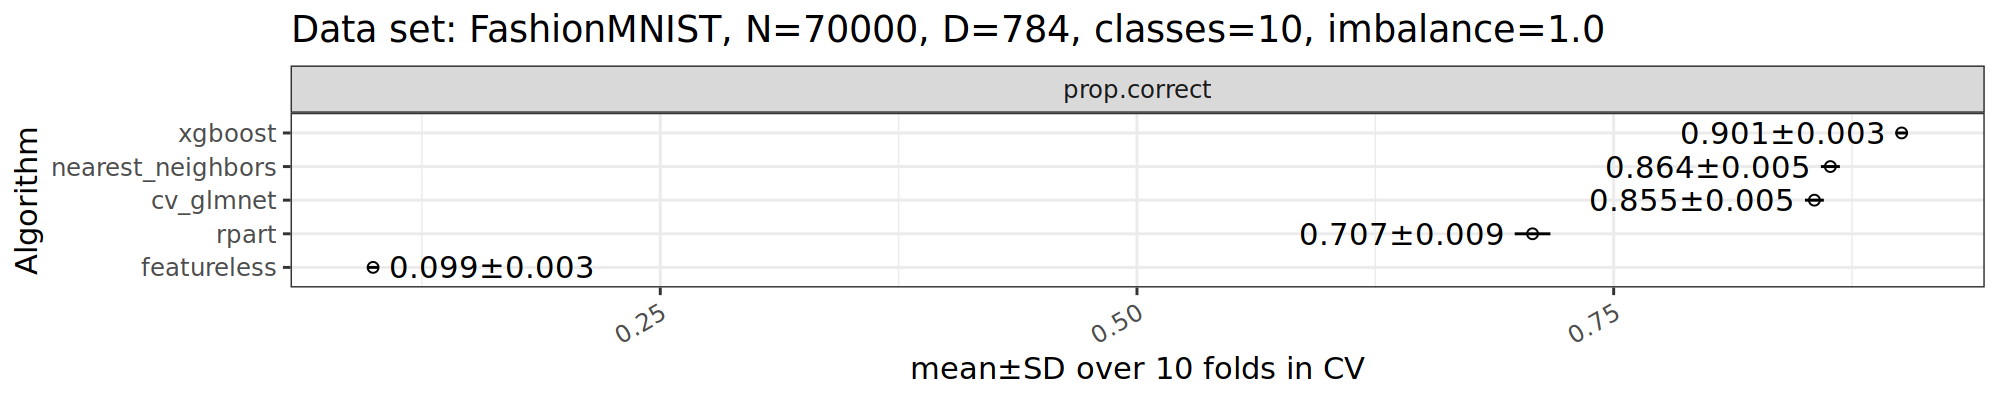 Data set: FashionMNIST, N=70000, D=784, classes=10, imbalance=1.0
prop.correct
Algorithm
xgboost 0.901±0.003
nearest_neighbors 0.864±0.005
cv_glmnet 0.855±0.005
rpart 0.707±0.009
featureless 0.099±0.003
0.25 0.50 0.75
mean±SD over 10 folds in CV